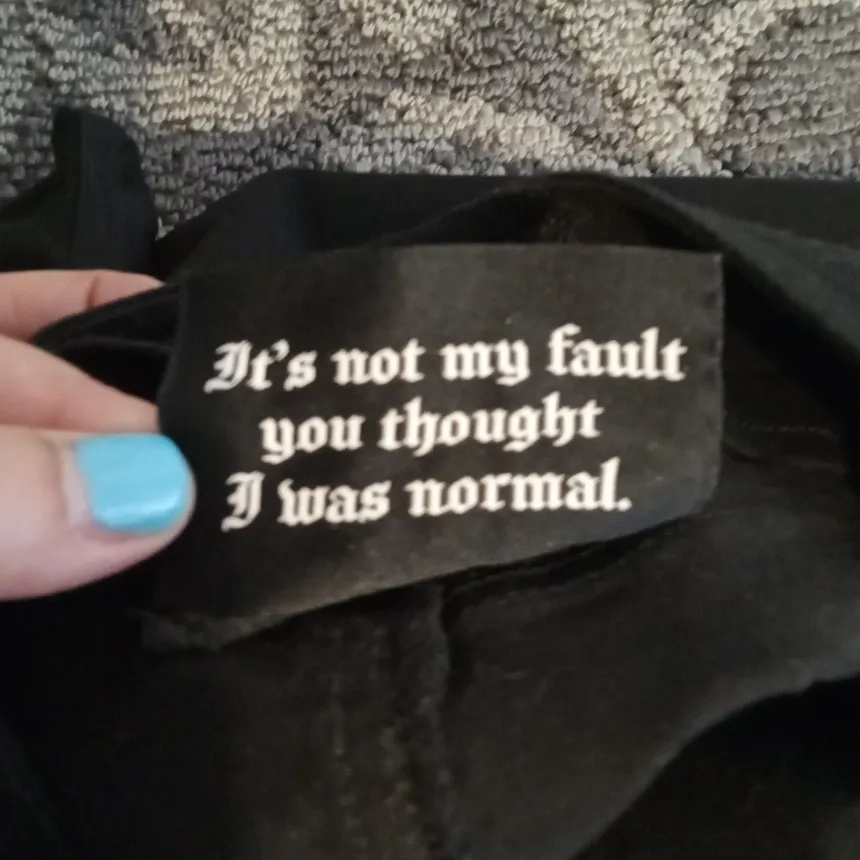 It's not my fault
you thought
I was normal.